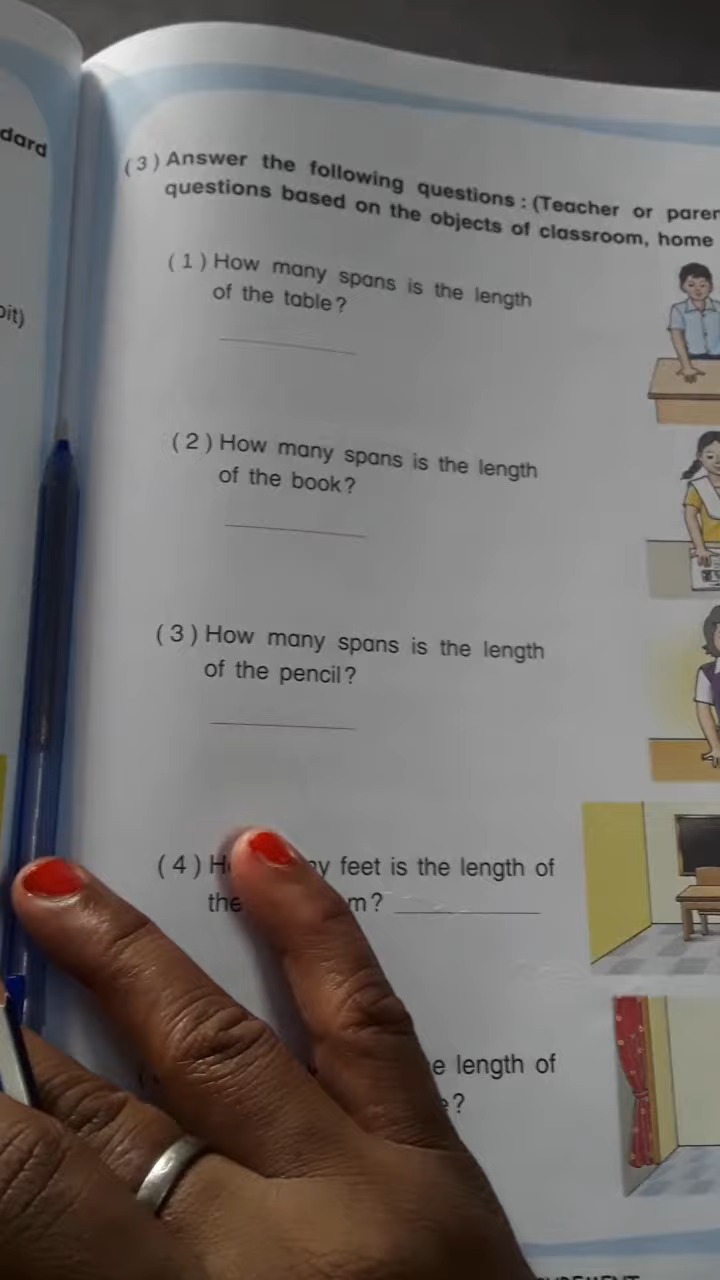 dard
(3) Answer the following questions : (Teacher or
questions based on the objects of classroom, home
(1) How many spans is the length
of the table?
(2) How many spans is the length
of the book?
(3) How many spans is the length
of the pencil?
(4) feet is the length of
the
length of